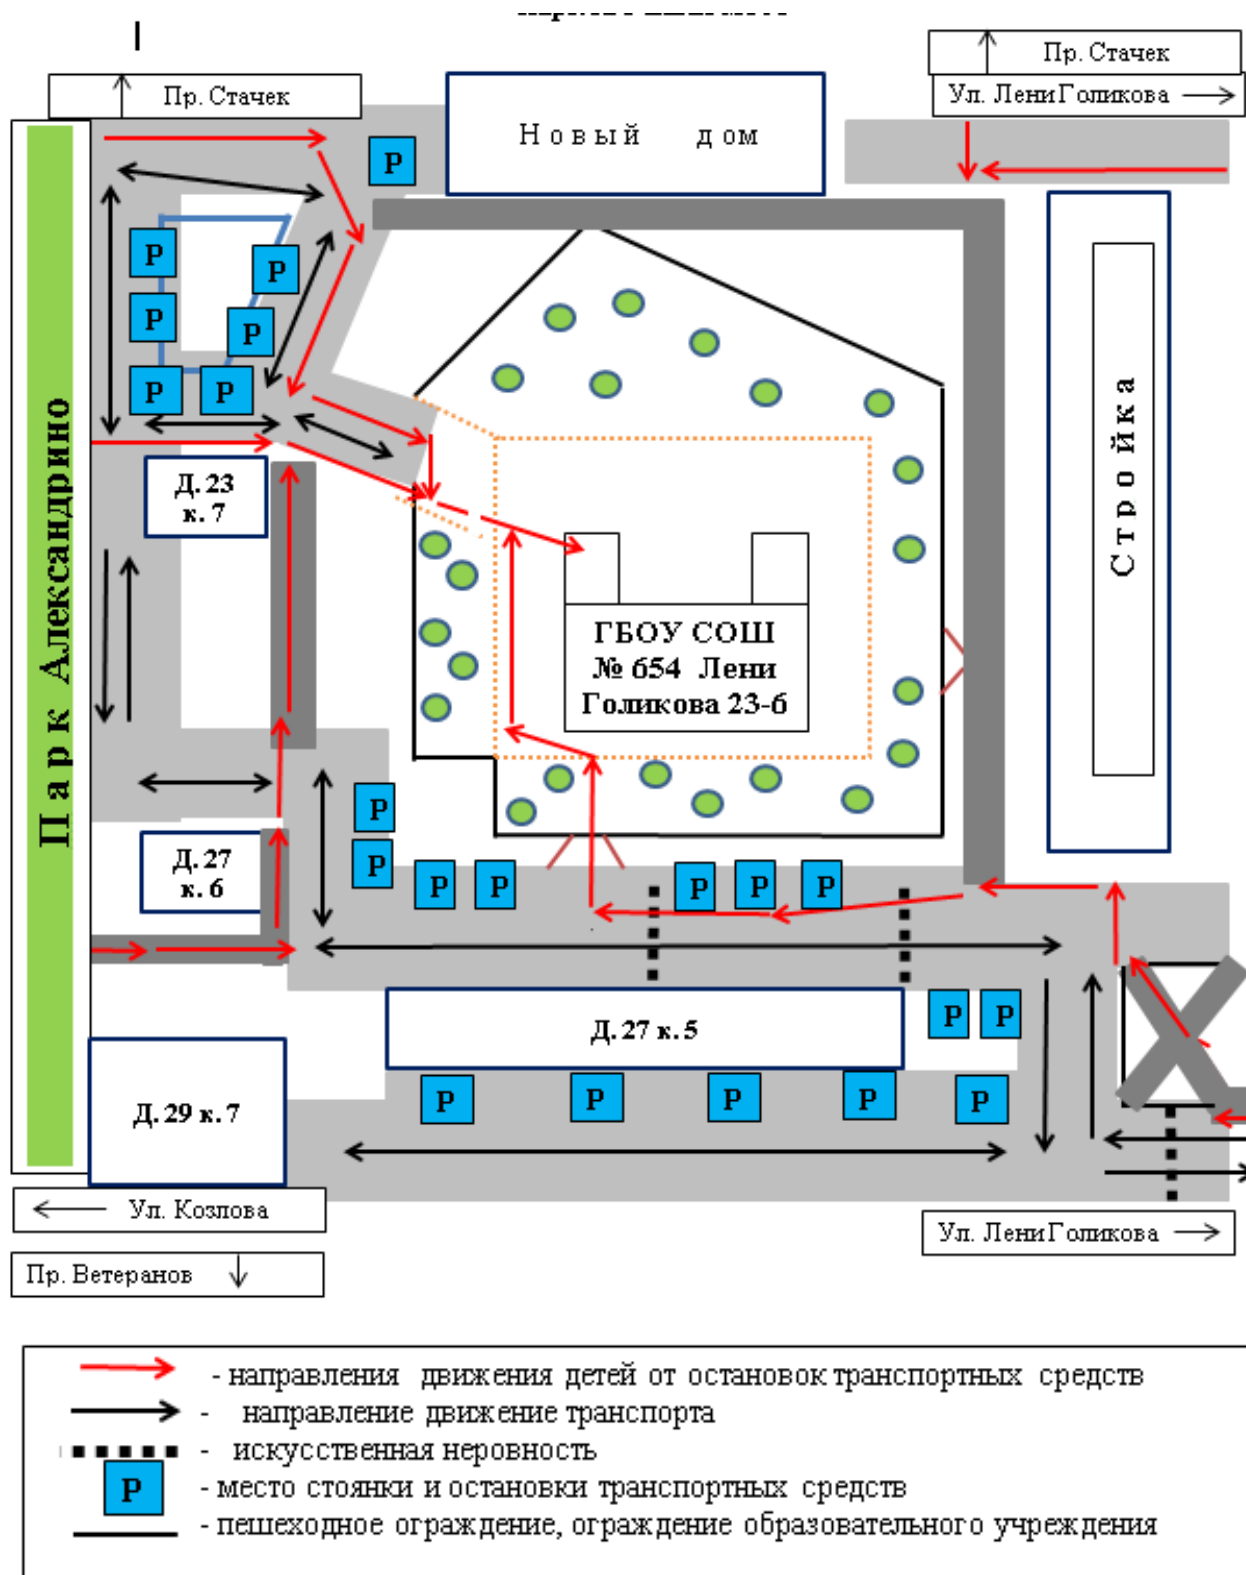 Пр. Стачек
Пр. Стачек
Ул. Лени Голикова
Новый дом
Р
Р
Р
Р
Р
Р
Р
Парк Александрино
Д. 23
к. 7
Стройка
ГБОУ СОШ
№ 654 Лени
Голикова 23-6
Р
Р
Р
Р
Р
Р
Р
Д. 27
к. 6
Д. 27 к. 5
Р
Р
Р
Р
Р
Р
Р
Д. 29 к. 7
Ул. Козлова
Ул. Лени Голикова
Пр. Ветеранов
- направления движения детей от остановок транспортных средств
- направление движение транспорта
- искусственная неровность
Р - место стоянки и остановки транспортных средств
- пешеходное ограждение, ограждение образовательного учреждения